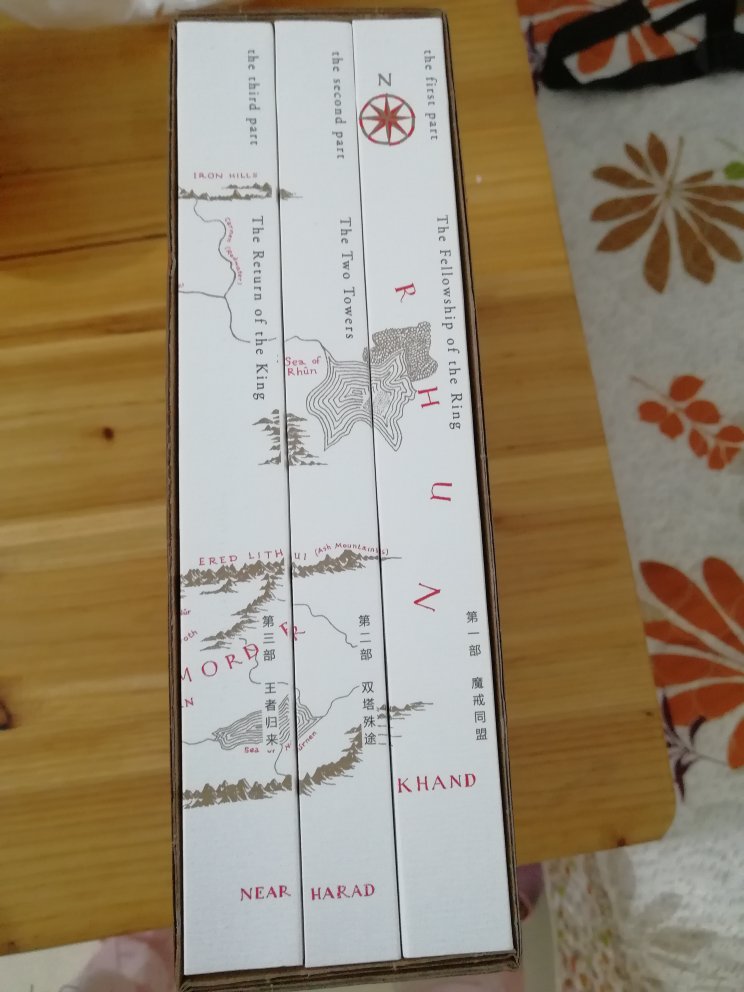 the first part
The Fellowship of the Ring
第一部 魔戒同盟
the second part
The Two Towers
第二部 双塔殊途
the third part
The Return of the King
第三部 王者归来
N
RHUN
IRON HILLS
Sea of
Rhûn
ERED LITHUI (Ash Mountains)
MORDOR
KHAND
NEAR HARAD